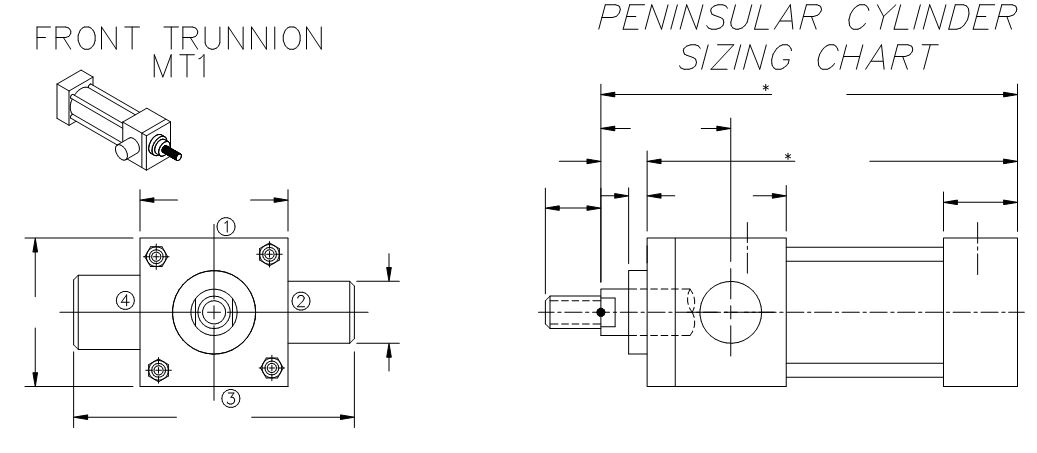 FRONT TRUNNION
MT1
PENINSULAR CYLINDER
SIZING CHART
*
*
1
4
2
3